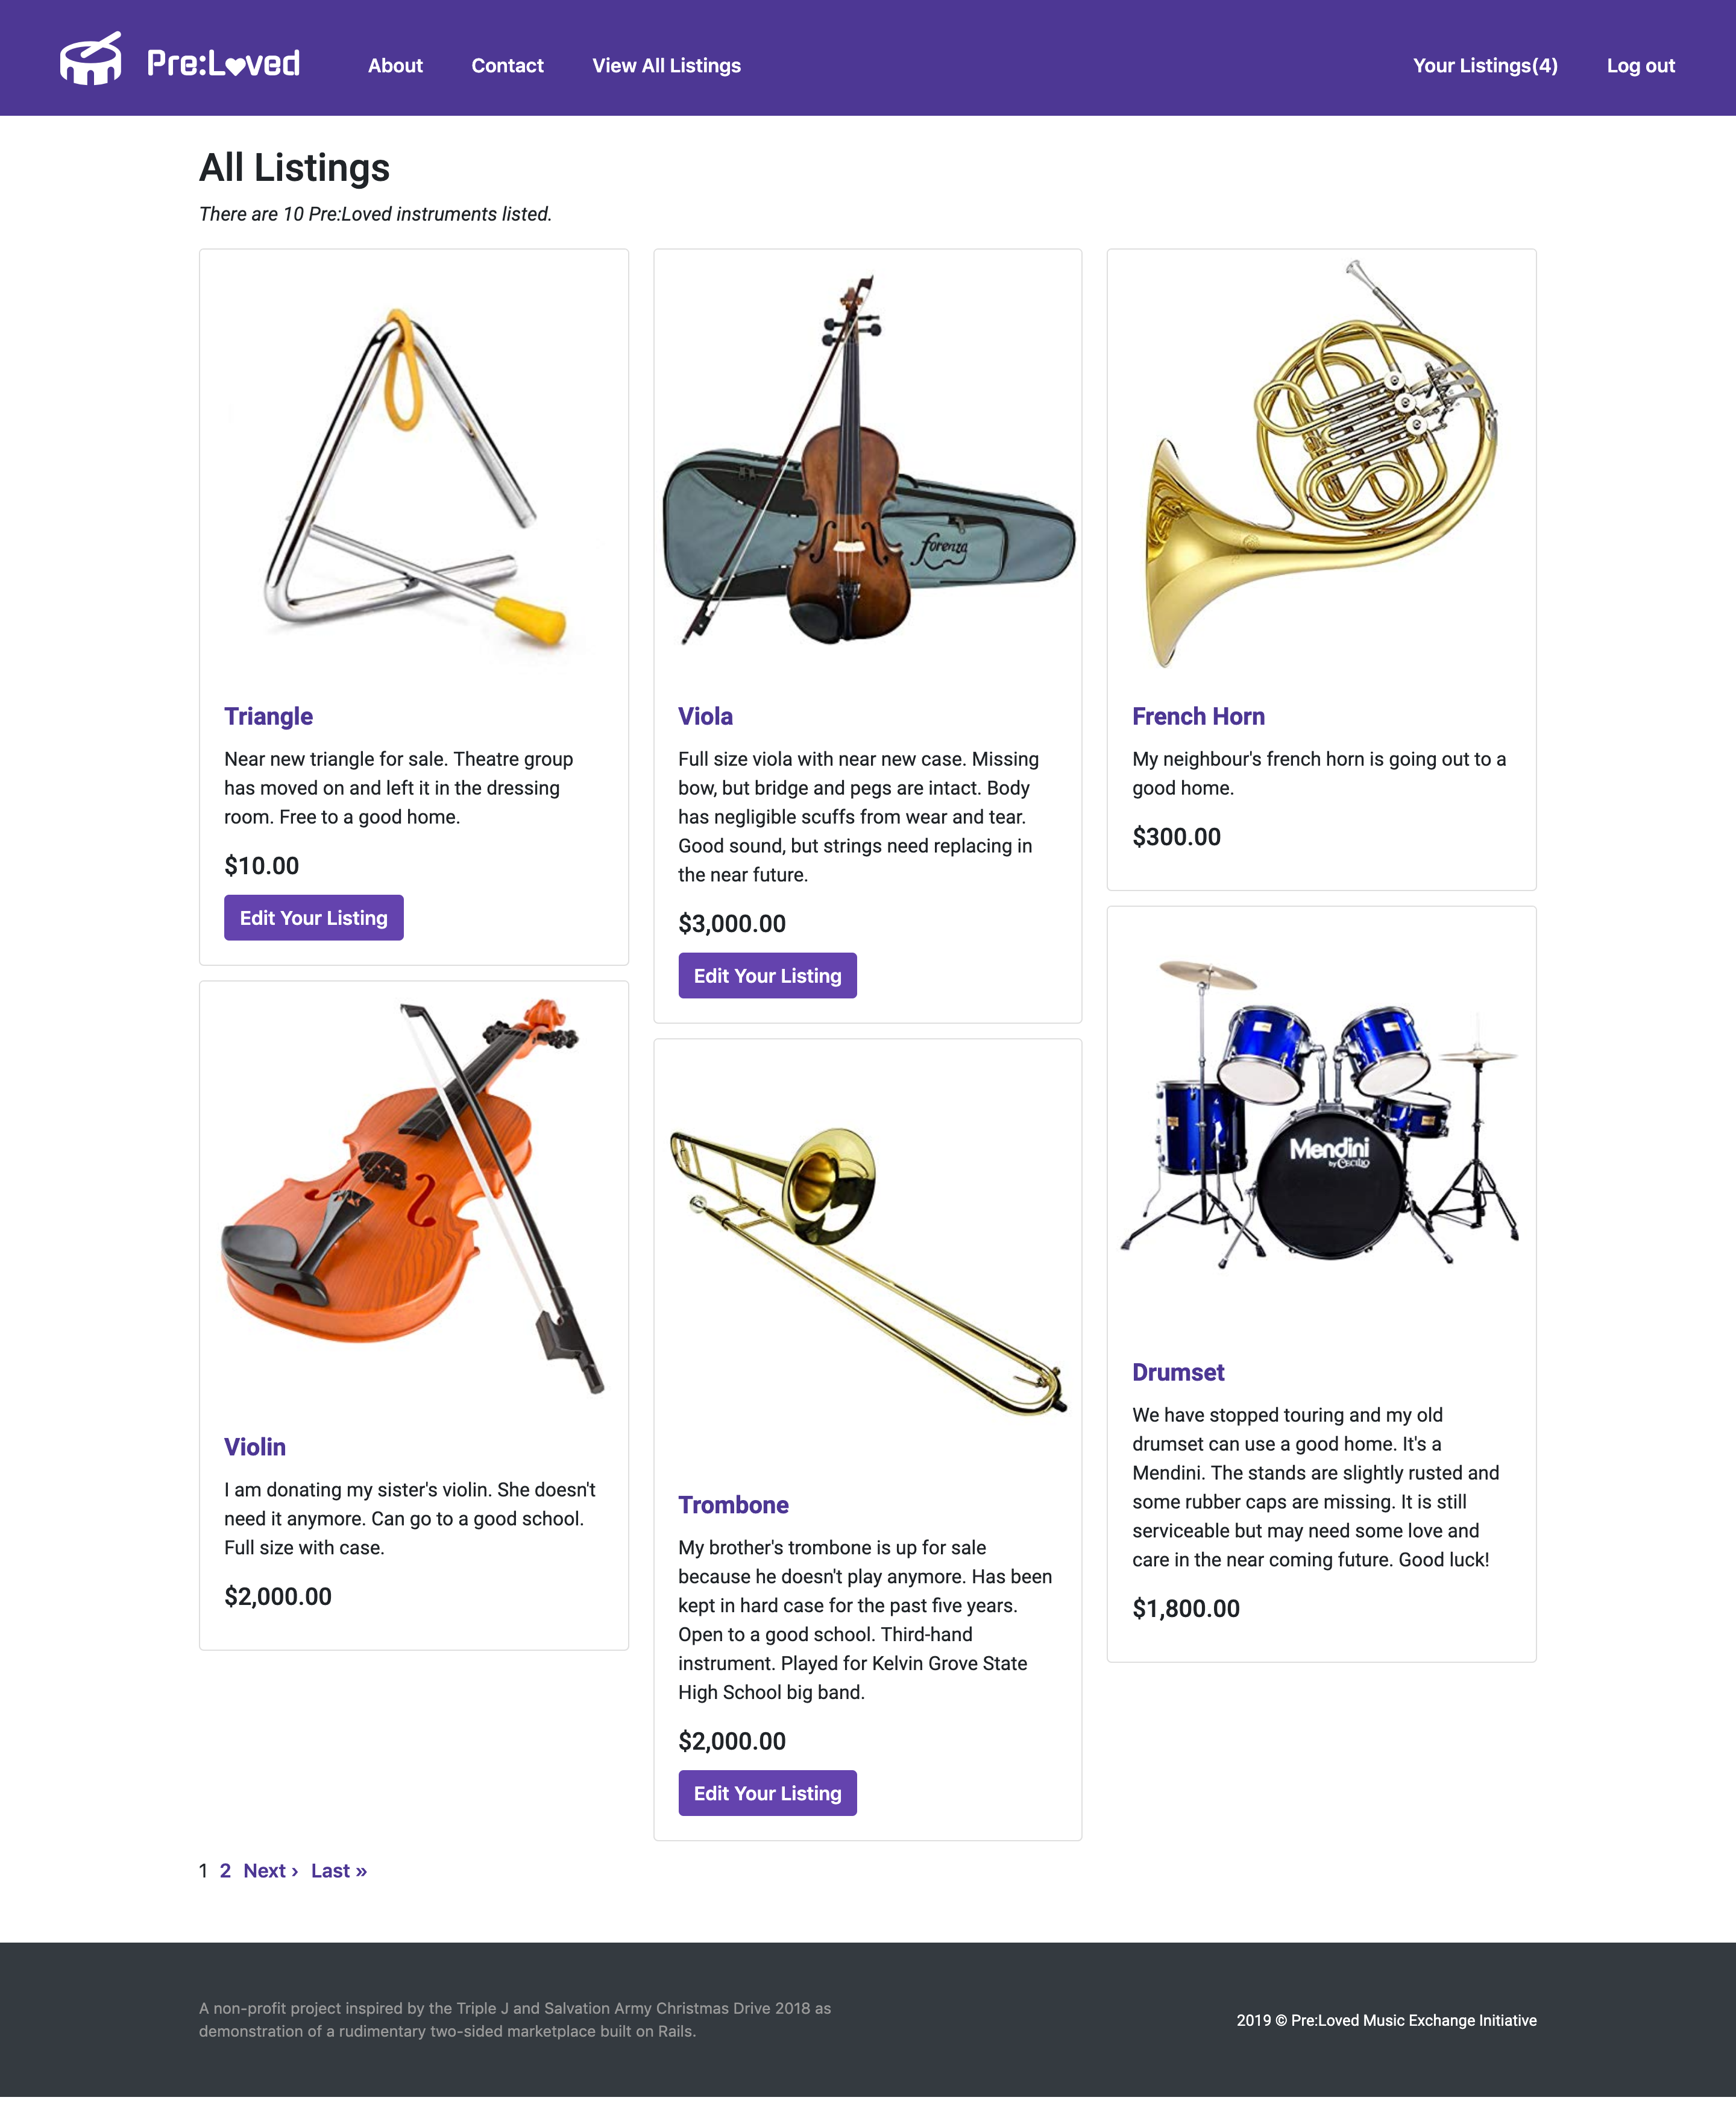 Pre:Loved
About
Contact
View All Listings
Your Listings(4)
Log out
All Listings
There are 10 Pre:Loved instruments listed.
Triangle
Near new triangle for sale. Theatre group
has moved on and left it in the dressing
room. Free to a good home.
$10.00
Edit Your Listing
forenza
Viola
Full size viola with near new case. Missing
bow, but bridge and pegs are intact. Body
has negligible scuffs from wear and tear.
Good sound, but strings need replacing in
the near future.
$3,000.00
Edit Your Listing
French Horn
My neighbour's french horn is going out to a
good home.
$300.00
Violin
I am donating my sister's violin. She doesn't
need it anymore. Can go to a good school.
Full size with case.
$2,000.00
Trombone
My brother's trombone is up for sale
because he doesn't play anymore. Has been
kept in hard case for the past five years.
Open to a good school. Third-hand
instrument. Played for Kelvin Grove State
High School big band.
$2,000.00
Edit Your Listing
Mendini
by Cecilio
Drumset
We have stopped touring and my old
drumset can use a good home. It's a
Mendini. The stands are slightly rusted and
some rubber caps are missing. It is still
serviceable but may need some love and
care in the near coming future. Good luck!
$1,800.00
1 2 Next › Last »
A non-profit project inspired by the Triple J and Salvation Army Christmas Drive 2018 as
demonstration of a rudimentary two-sided marketplace built on Rails.
2019 © Pre:Loved Music Exchange Initiative